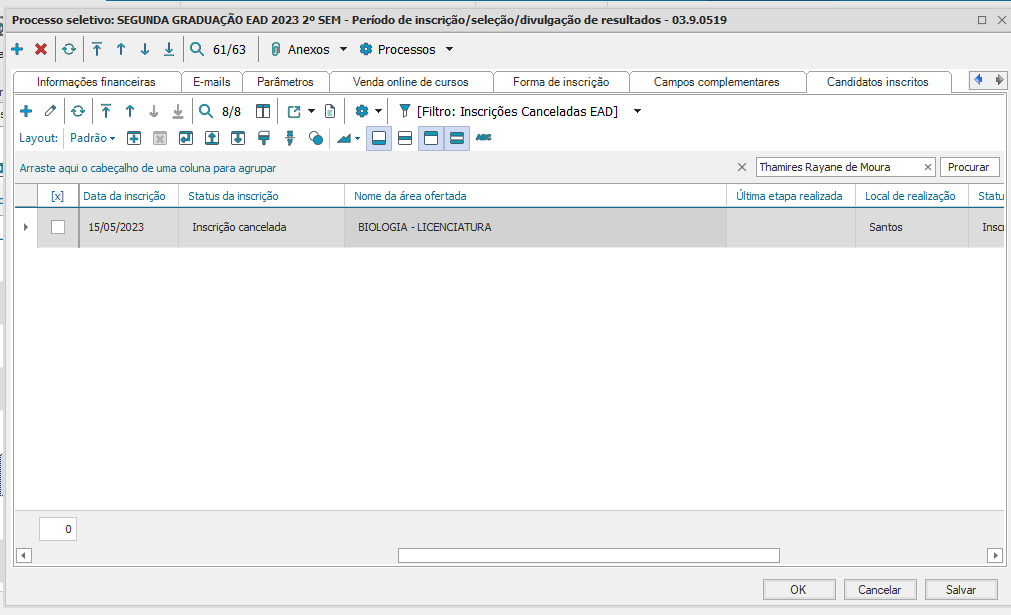 Processo seletivo: SEGUNDA GRADUAÇÃO EAD 2023 2º SEM - Período de inscrição/seleção/divulgação de resultados - 03.9.0519
61/63 Anexos Processos
Informações financeiras E-mails Parâmetros Venda online de cursos Forma de inscrição Campos complementares Candidatos inscritos
8/8 [Filtro: Inscrições Canceladas EAD]
Layout: Padrão ABC
Arraste aqui o cabeçalho de uma coluna para agrupar Thamires Rayane de Moura Procurar
[x] Data da inscrição Status da inscrição Nome da área ofertada Última etapa realizada Local de realização Statu
15/05/2023 Inscrição cancelada BIOLOGIA - LICENCIATURA Santos Inscr
0
OK Cancelar Salvar